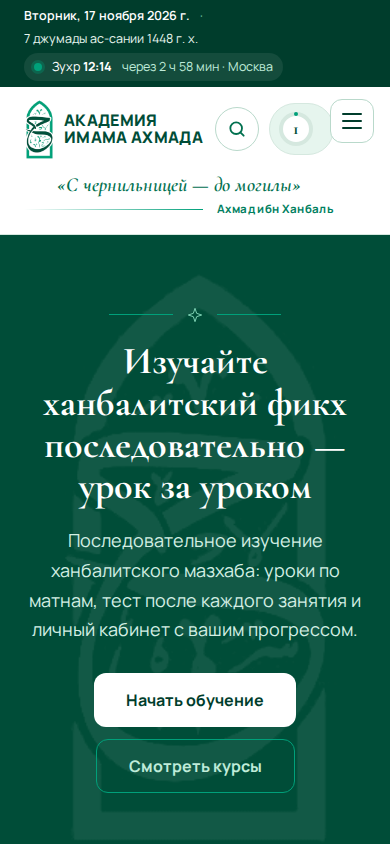 Вторник, 17 ноября 2026 г. ·
7 джумады ас-сании 1448 г. х.
Зухр 12:14 через 2 ч 58 мин · Москва
АКАДЕМИЯ
ИМАМА АХМАДА
1
«С чернильницей — до могилы»
Ахмад ибн Ханбаль
Изучайте
ханбалитский фикх
последовательно —
урок за уроком
Последовательное изучение
ханбалитского мазхаба: уроки по
матнам, тест после каждого занятия и
личный кабинет с вашим прогрессом.
Начать обучение
Смотреть курсы